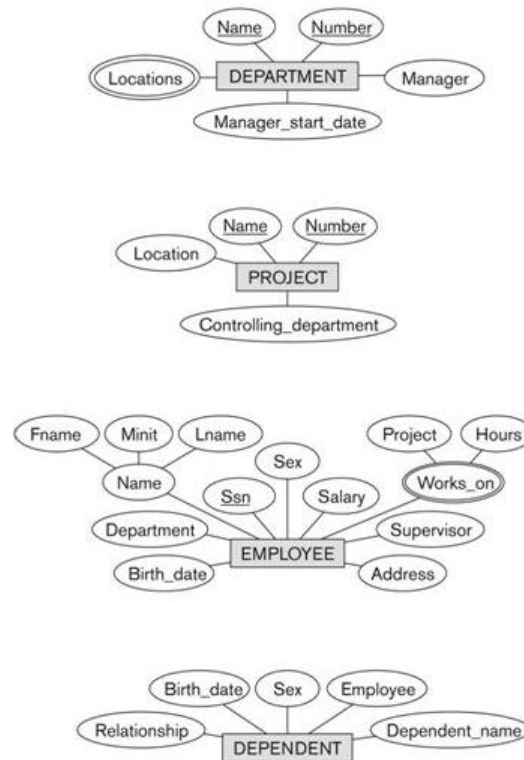 Name Number
Locations DEPARTMENT Manager
Manager_start_date
Name Number
Location
PROJECT
Controlling_department
Fname Minit Lname Project Hours
Sex
Name Works_on
Ssn Salary
Department Supervisor
EMPLOYEE
Birth_date Address
Birth_date Sex Employee
Relationship Dependent_name
DEPENDENT